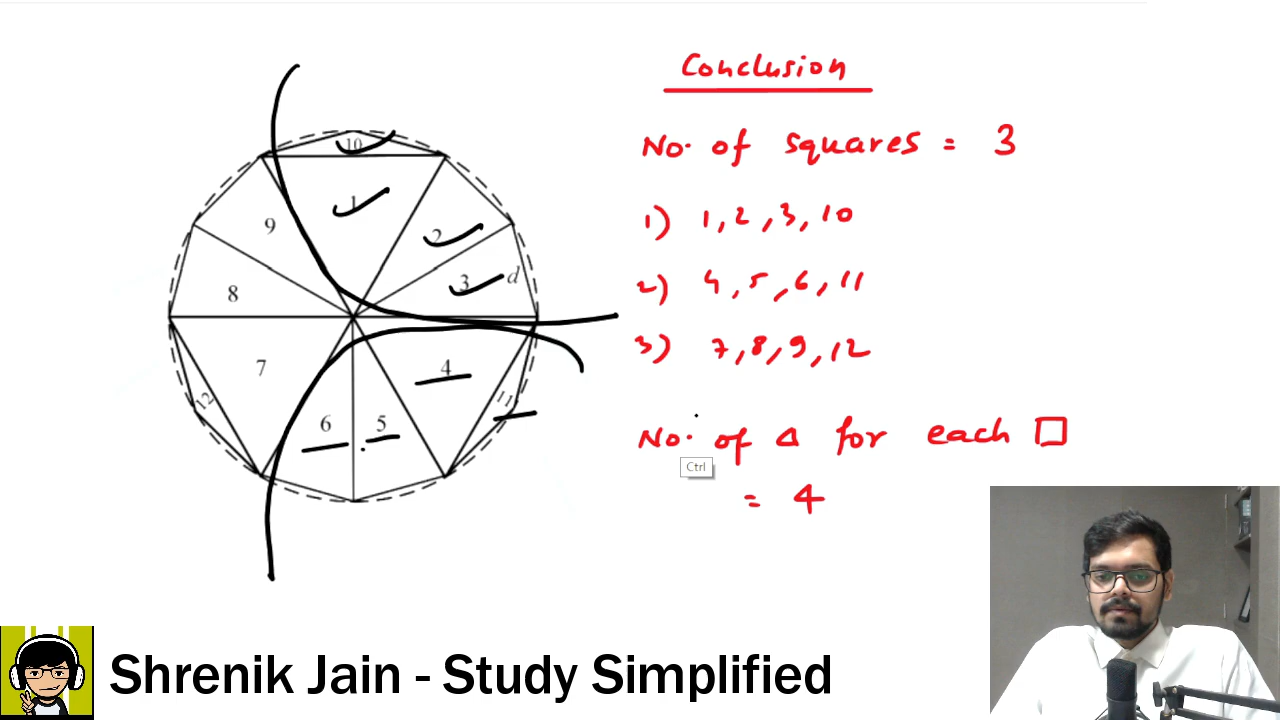 Conclusion
No. of squares = 3
1) 1, 2, 3, 10
2) 4, 5, 6, 11
3) 7, 8, 9, 12
No. of Δ for each □
= 4
Ctrl
10
1
9
2
3 d
8
7
4
12
11
6
5
Shrenik Jain - Study Simplified